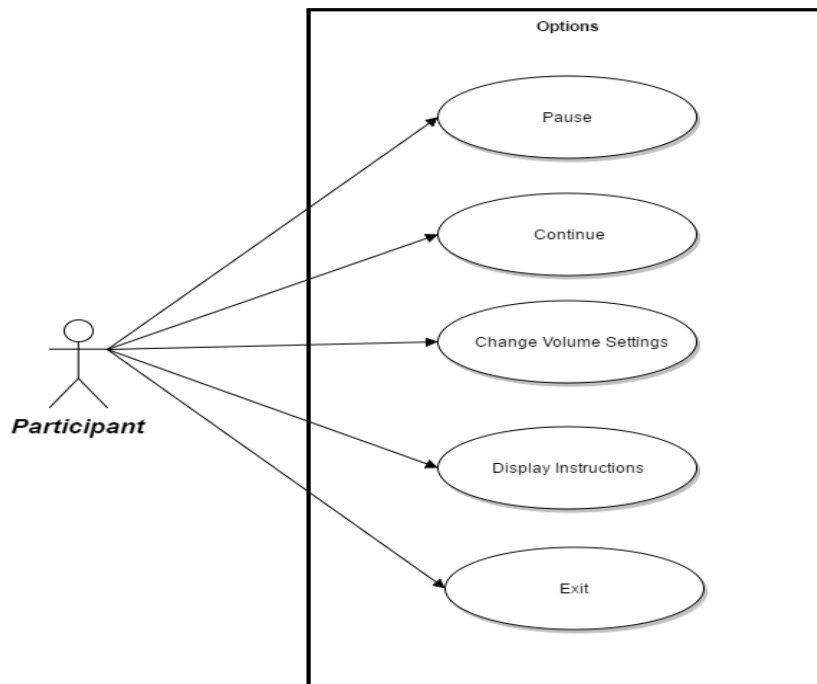 Options
Pause
Continue
Change Volume Settings
Participant
Display Instructions
Exit